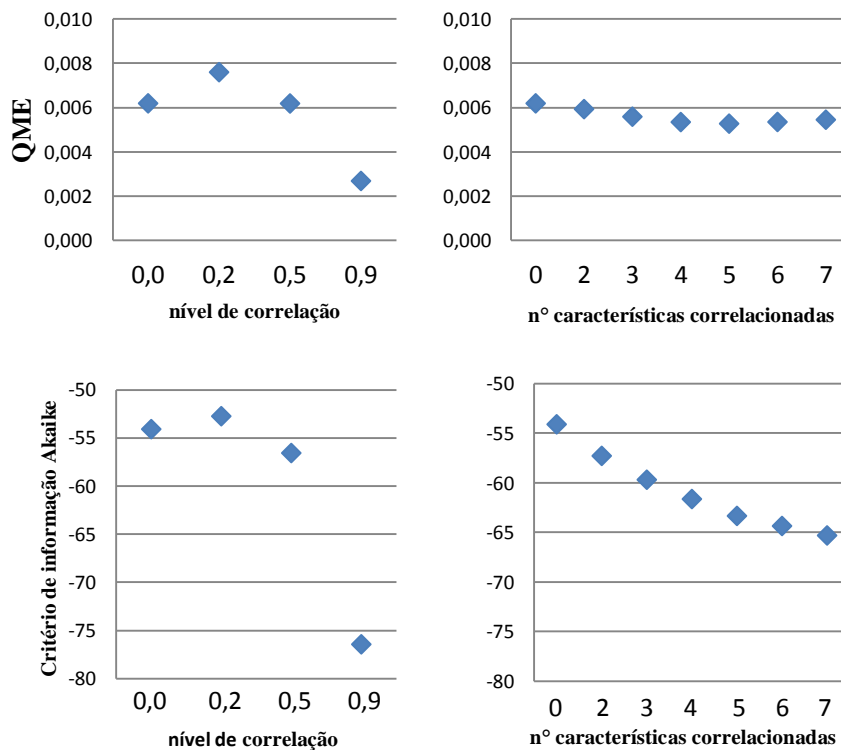 0,010
0,008
0,006
0,004
0,002
0,000
QME
0,0 0,2 0,5 0,9
nível de correlação
0,010
0,008
0,006
0,004
0,002
0,000
0 2 3 4 5 6 7
n° características correlacionadas
-50
-55
-60
-65
-70
-75
-80
Critério de informação Akaike
0,0 0,2 0,5 0,9
nível de correlação
-50
-55
-60
-65
-70
-75
-80
0 2 3 4 5 6 7
n° características correlacionadas